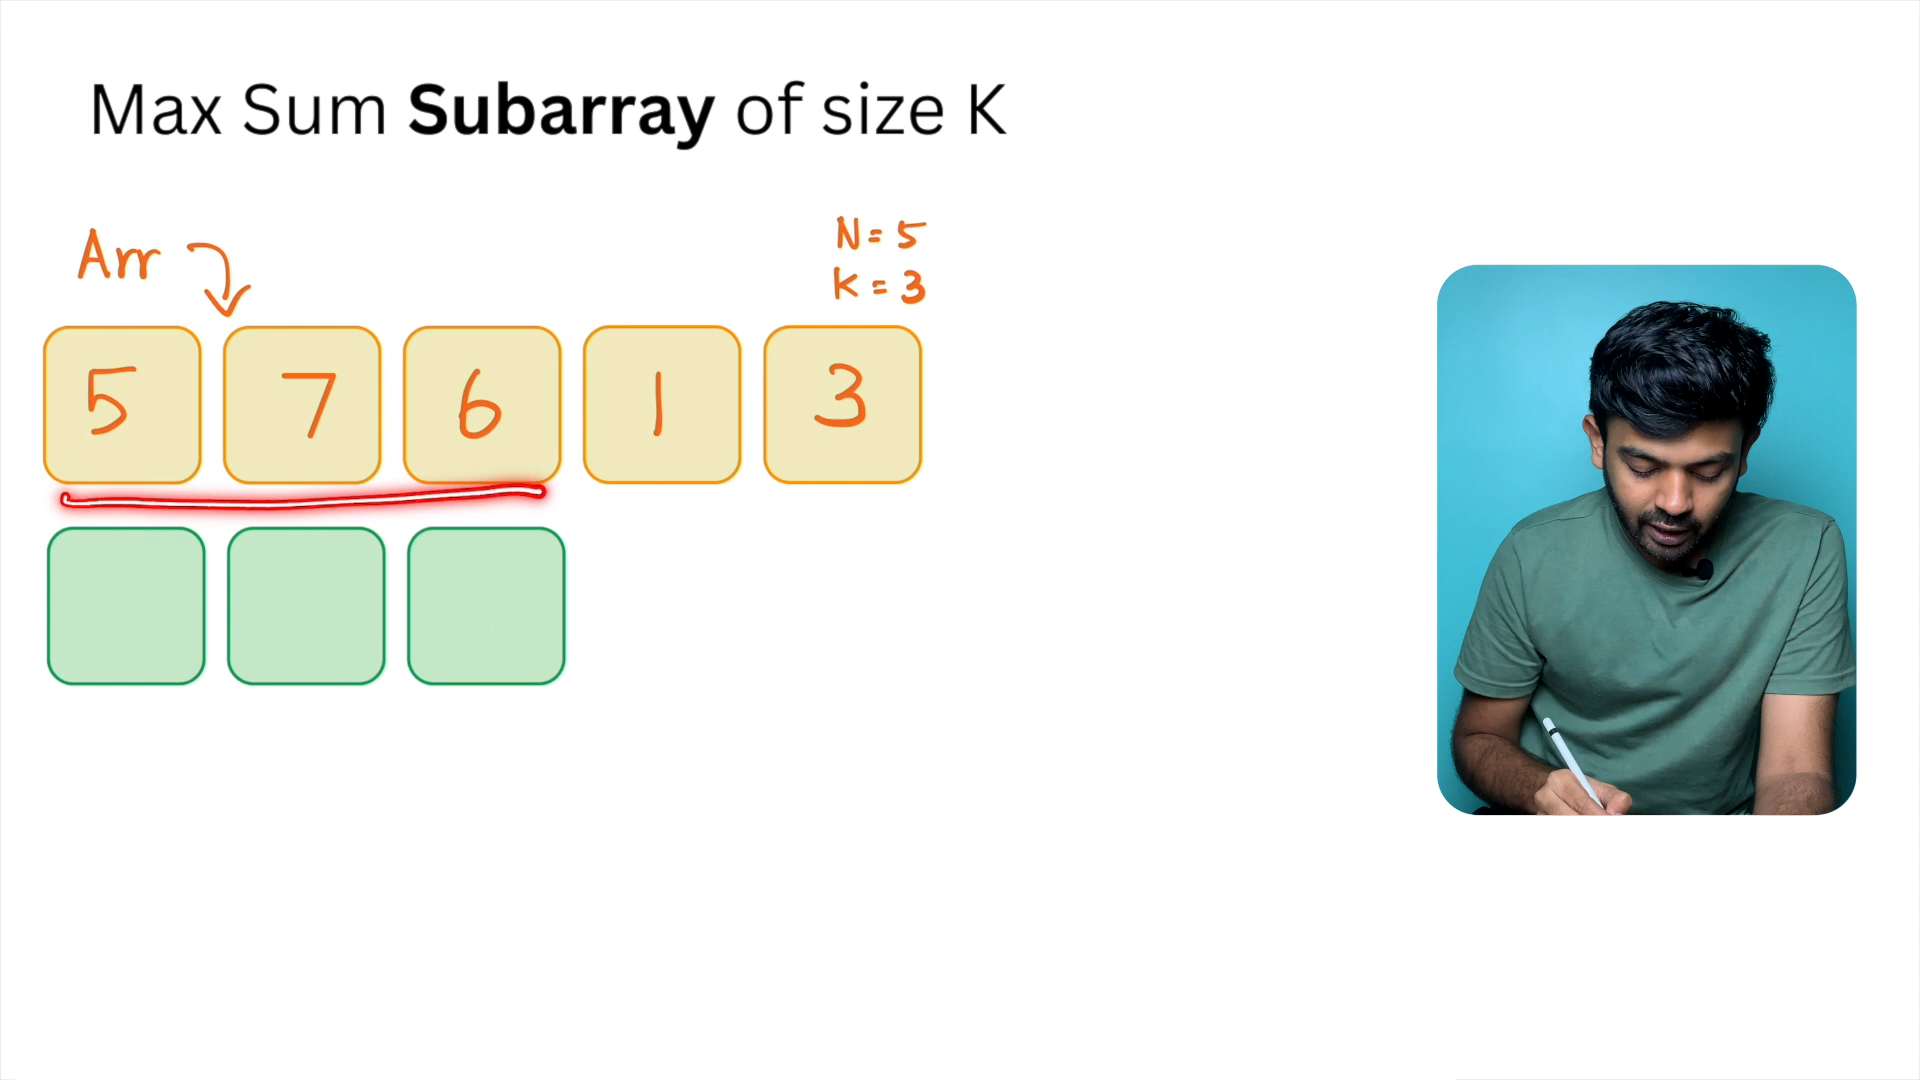 Max Sum Subarray of size K
N = 5
Arr
K = 3
5 7 6 1 3